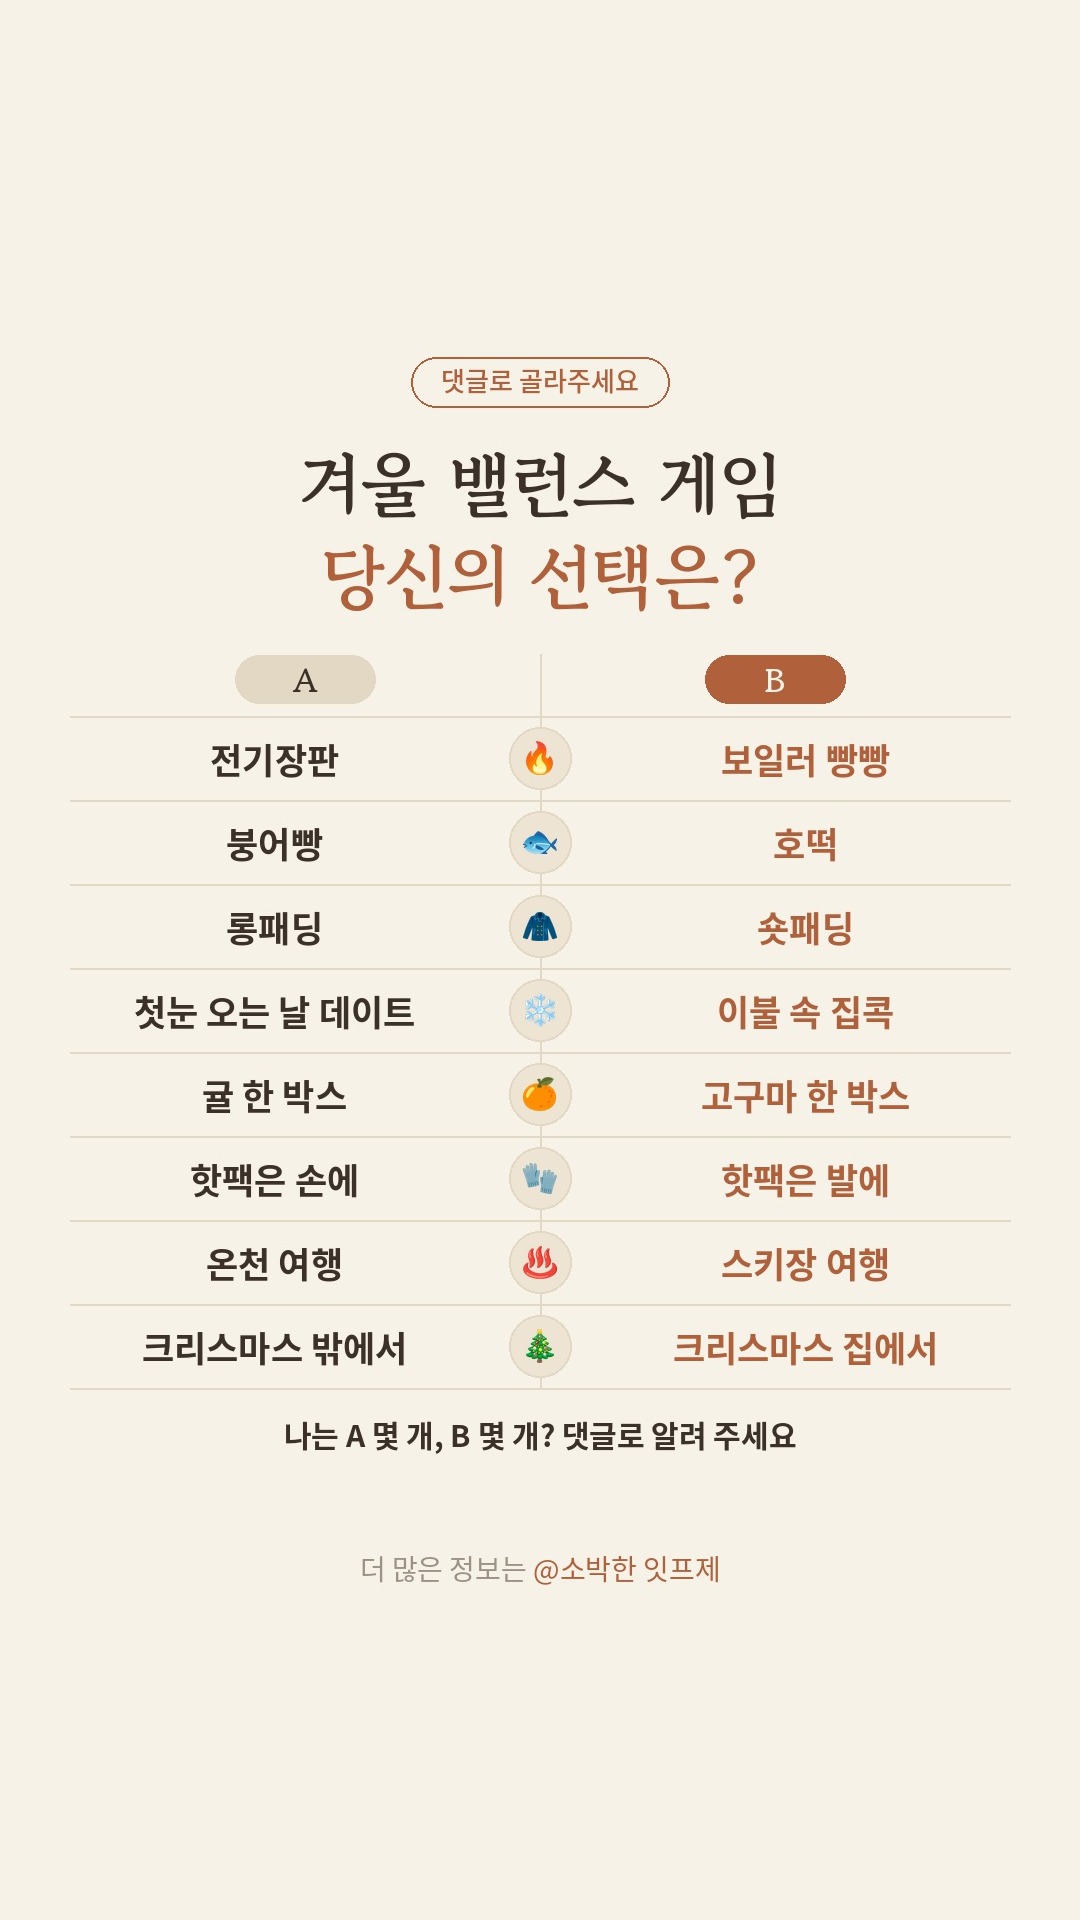 댓글로 골라주세요
겨울 밸런스 게임
당신의 선택은?
A B
전기장판 보일러 빵빵
붕어빵 호떡
롱패딩 숏패딩
첫눈 오는 날 데이트 이불 속 집콕
귤 한 박스 고구마 한 박스
핫팩은 손에 핫팩은 발에
온천 여행 스키장 여행
크리스마스 밖에서 크리스마스 집에서
나는 A 몇 개, B 몇 개? 댓글로 알려 주세요
더 많은 정보는 @소박한 잇프제